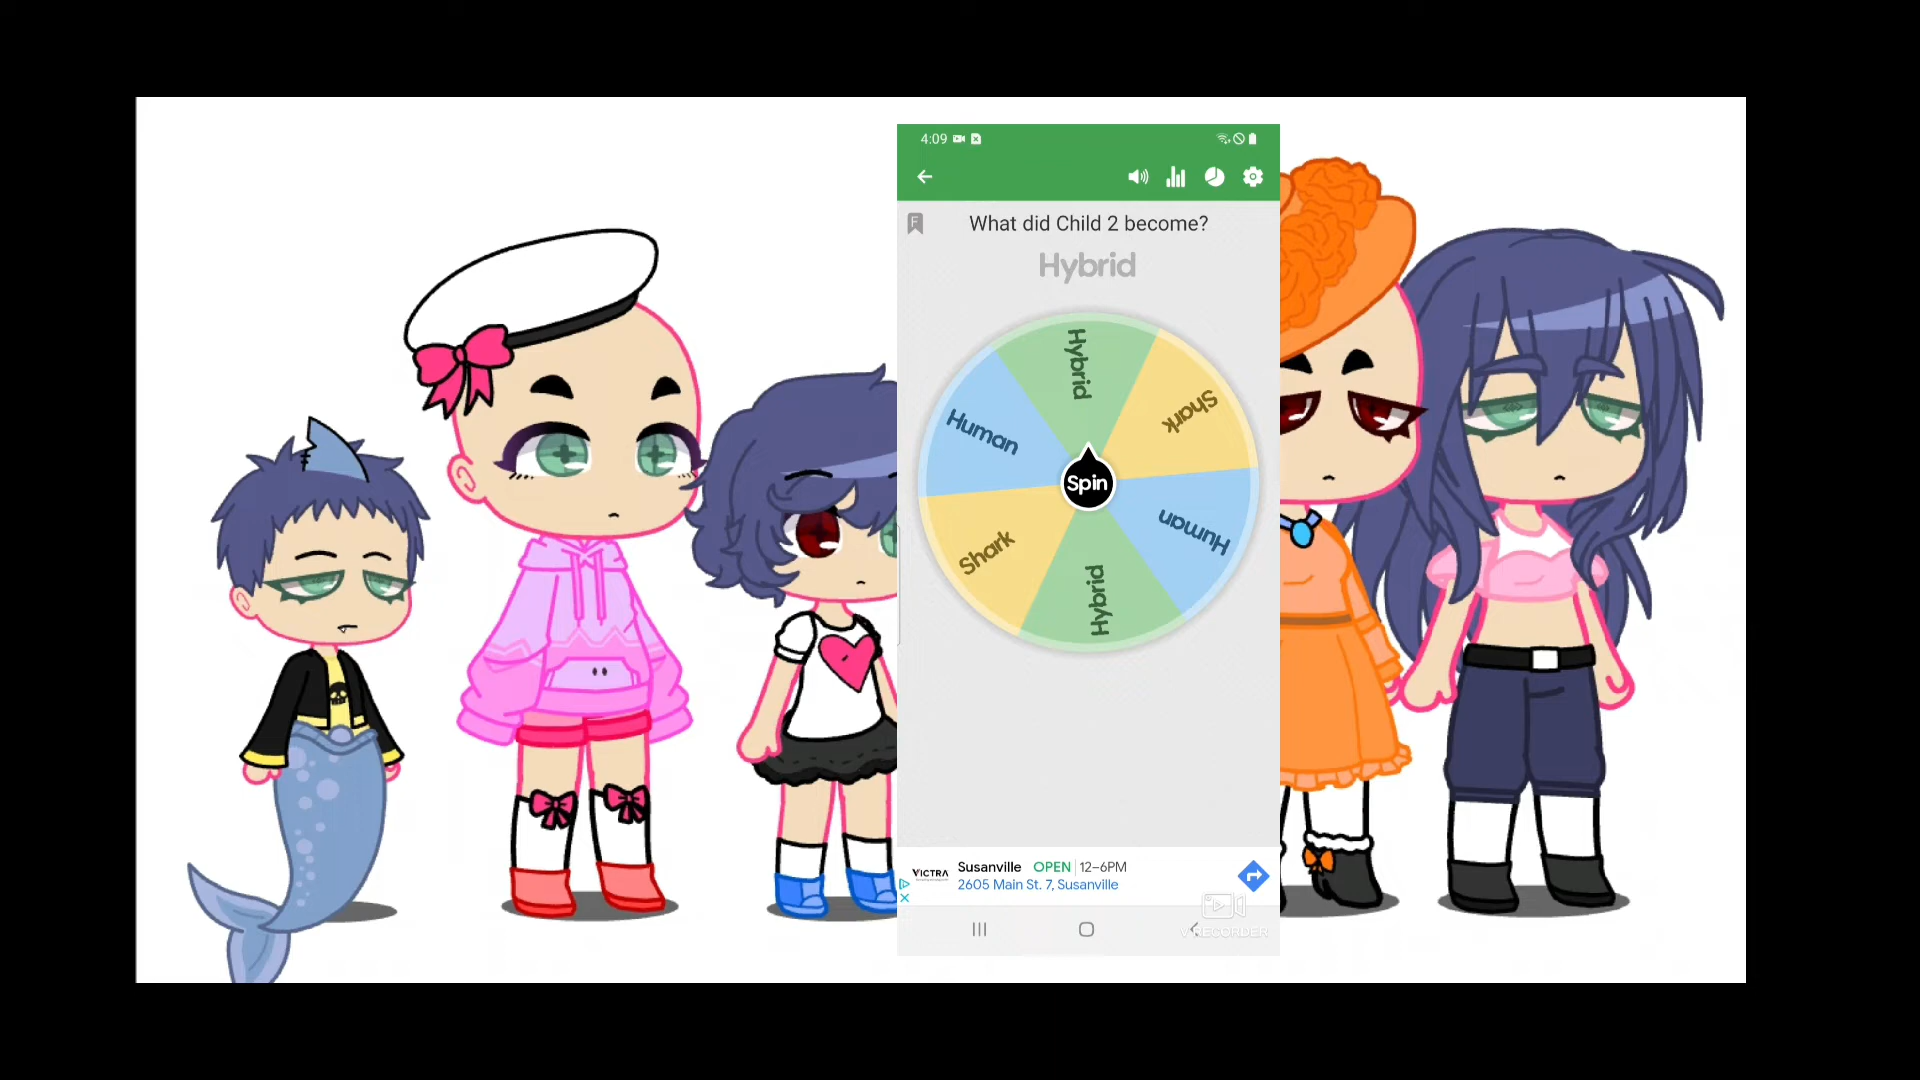 4:09
F
What did Child 2 become?
Hybrid
Hybrid
Shark
Human
Hybrid
Shark
Human
Spin
VICTRA
Susanville OPEN 12–6PM
2605 Main St. 7, Susanville
V RECORDER